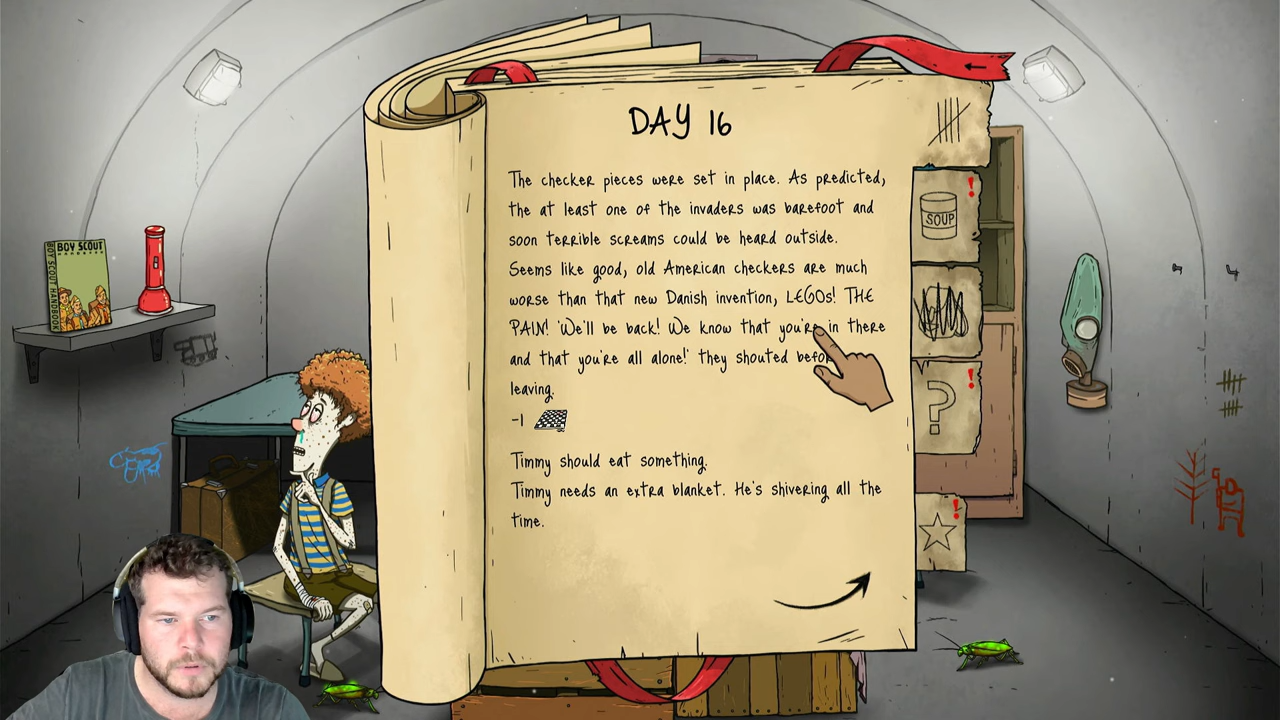 DAY 16
The checker pieces were set in place. As predicted,
the at least one of the invaders was barefoot and
soon terrible screams could be heard outside.
Seems like good, old American checkers are much
worse than that new Danish invention, LEGOs! THE
PAIN! 'We'll be back! We know that you're in there
and that you're all alone!' they shouted before
leaving.
-1
Timmy should eat something.
Timmy needs an extra blanket. He's shivering all the
time.
SOUP
!
?
!
!
BOY SCOUT
BOY SCOUT HANDBOOK